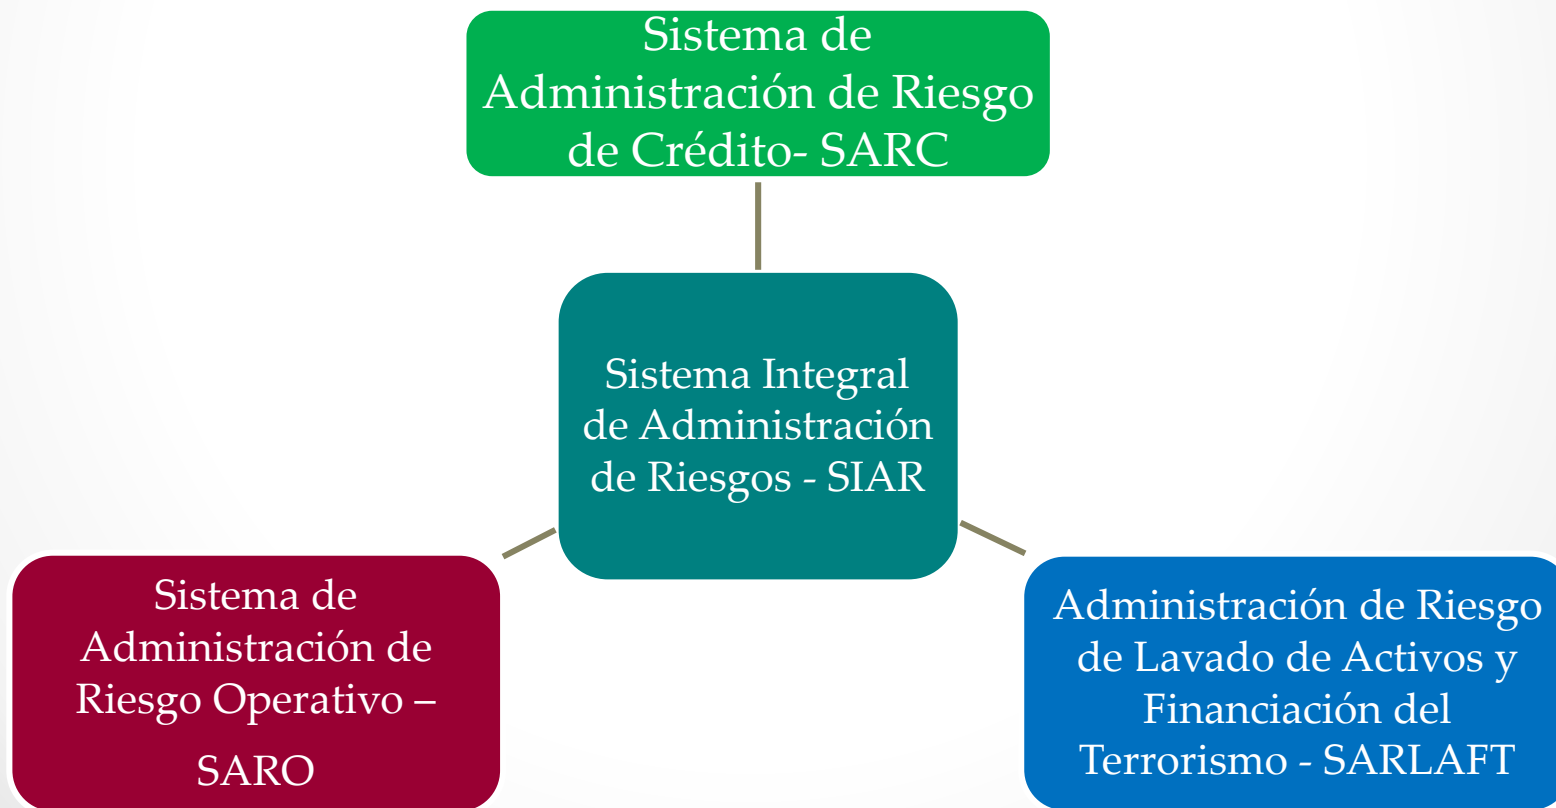 Sistema de
Administración de Riesgo
de Crédito- SARC
Sistema Integral
de Administración
de Riesgos - SIAR
Sistema de
Administración de
Riesgo Operativo –
SARO
Administración de Riesgo
de Lavado de Activos y
Financiación del
Terrorismo - SARLAFT